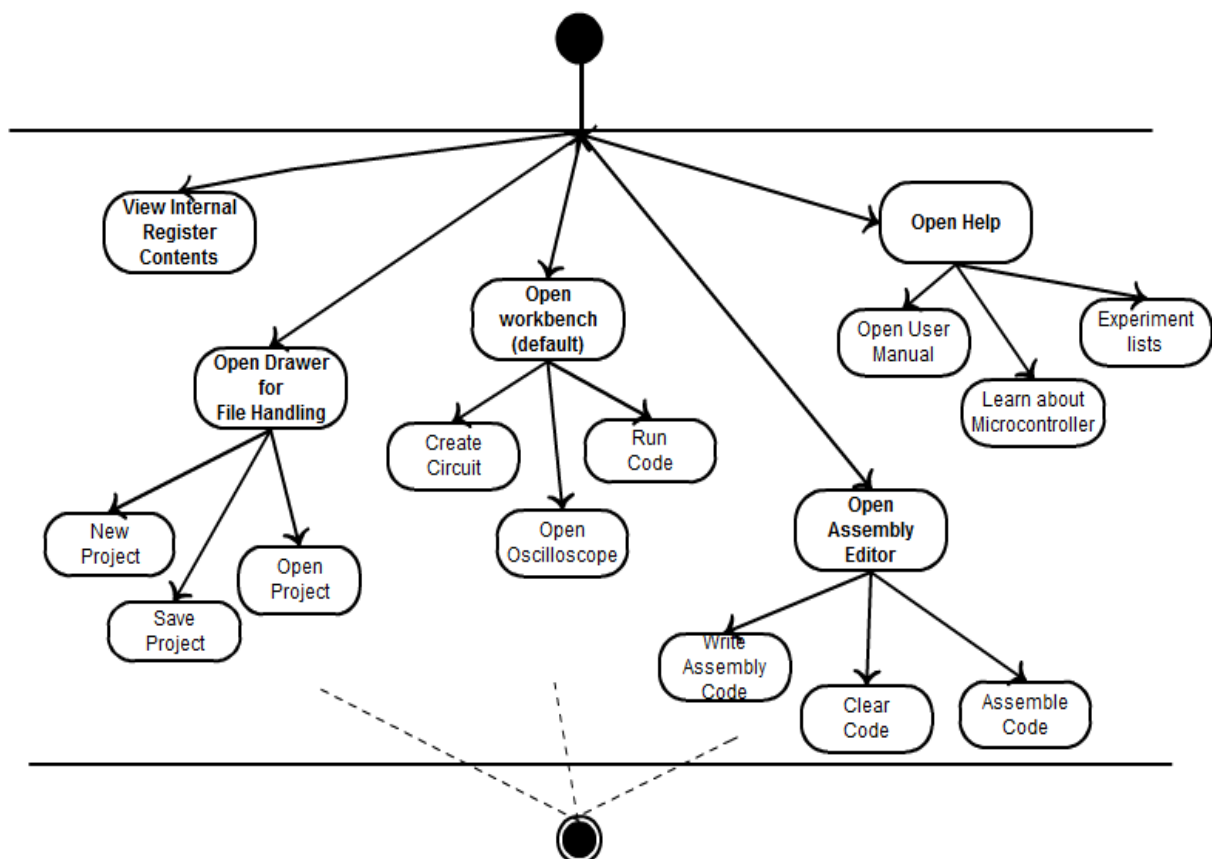 View Internal
Register
Contents
Open Help
Open
workbench
(default)
Open User
Manual
Experiment
lists
Open Drawer
for
File Handling
Learn about
Microcontroller
Create
Circuit
Run
Code
New
Project
Open
Oscilloscope
Open
Assembly
Editor
Open
Project
Save
Project
Write
Assembly
Code
Clear
Code
Assemble
Code